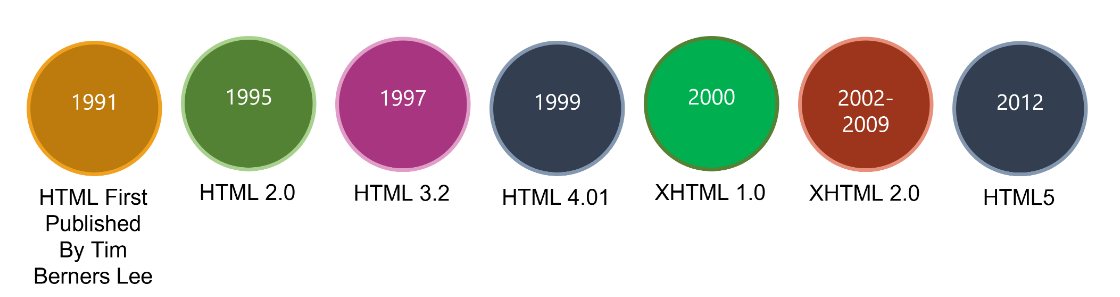 1991
HTML First
Published
By Tim
Berners Lee
1995
HTML 2.0
1997
HTML 3.2
1999
HTML 4.01
2000
XHTML 1.0
2002-
2009
XHTML 2.0
2012
HTML5